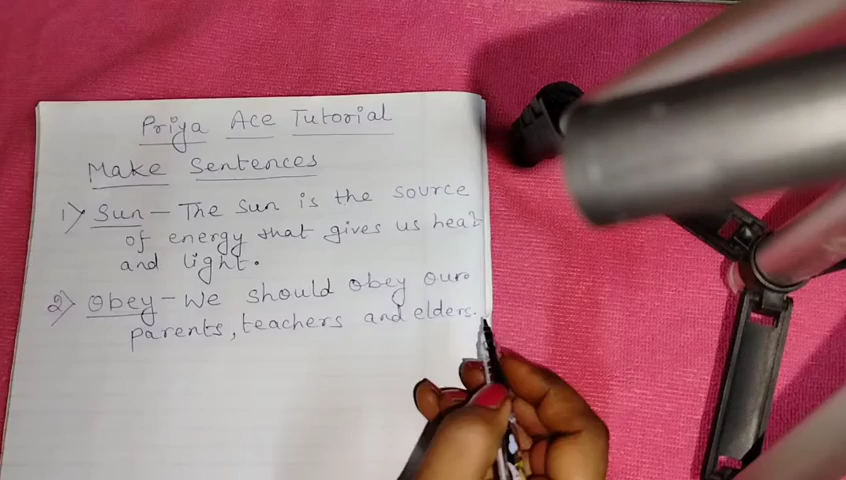 Priya Ace Tutorial
Make Sentences
1) Sun - The Sun is the source
of energy that gives us heat
and light.
2) Obey - We should obey our
parents, teachers and elders.